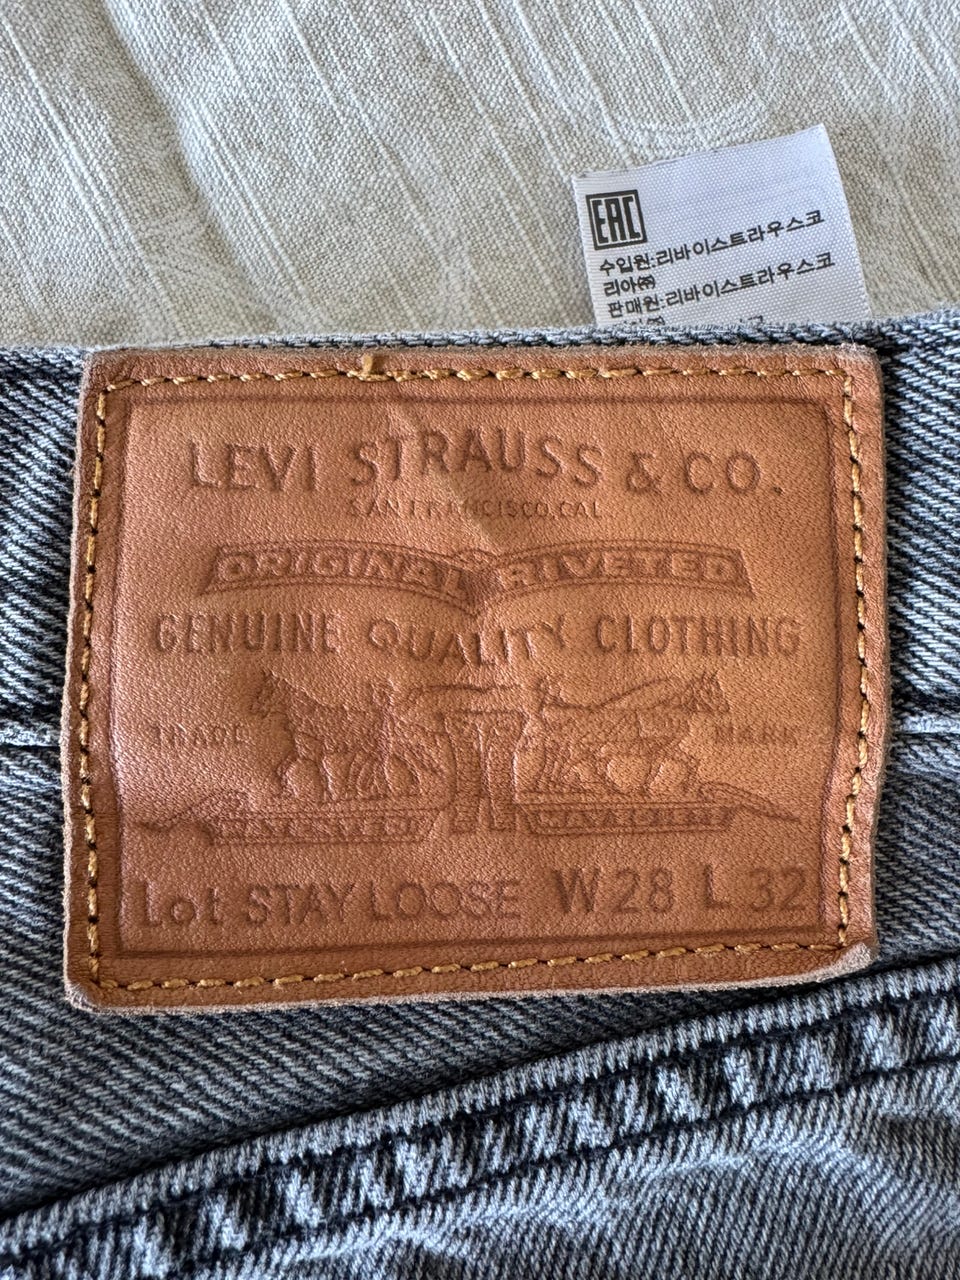 EAC
수입원:리바이스트라우스코
리아㈜
판매원:리바이스트라우스코
LEVI STRAUSS & CO.
SAN FRANCISCO, CAL
ORIGINAL RIVETED
GENUINE QUALITY CLOTHING
TRADE MARK
Lot STAY LOOSE W 28 L 32